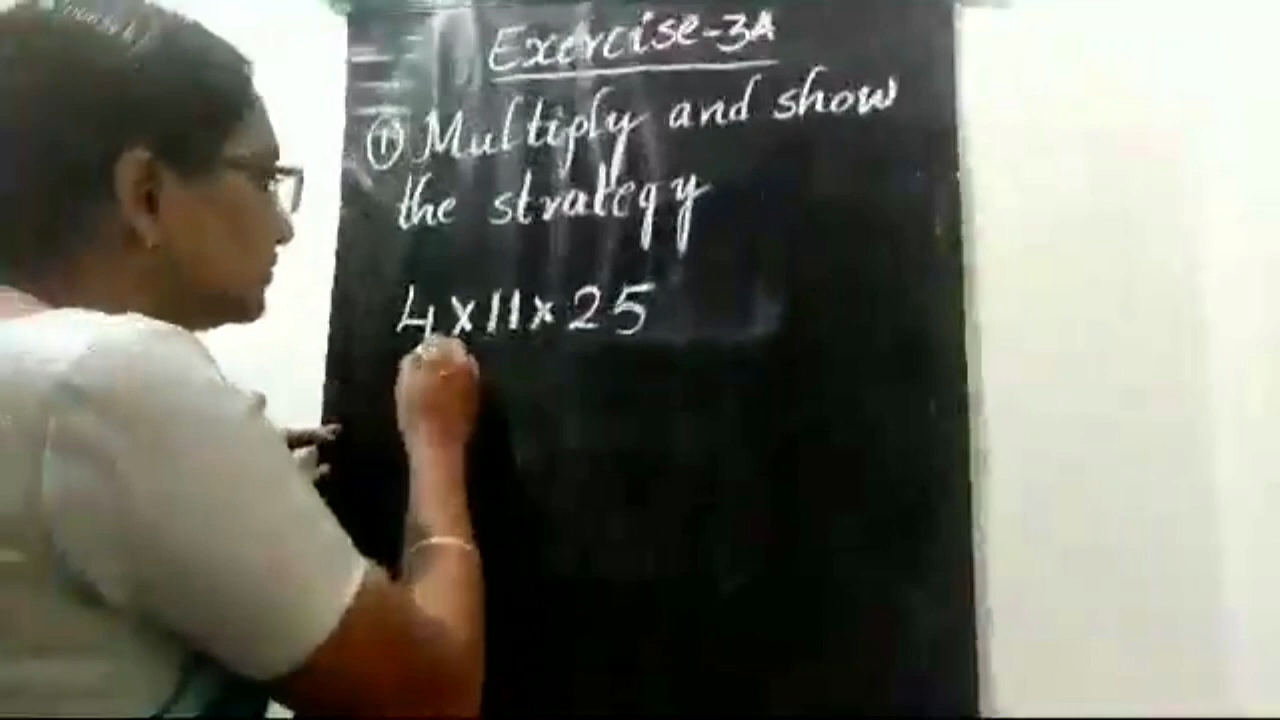 Exercise-3A
① Multiply and show
the strategy
4 x 11 x 25